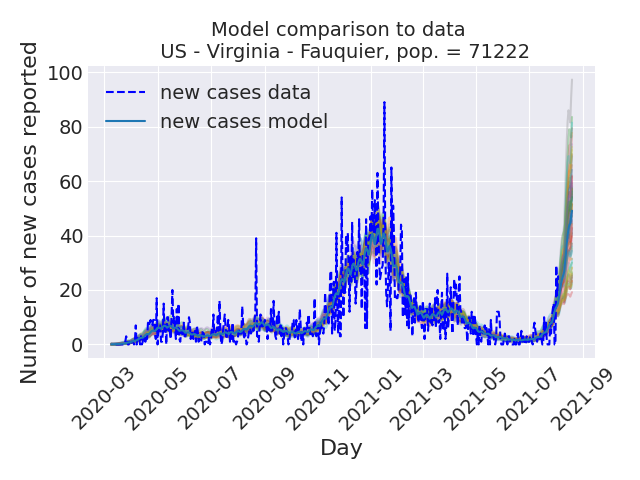 Model comparison to data
US - Virginia - Fauquier, pop. = 71222
Number of new cases reported
100
80
60
40
20
0
new cases data
new cases model
2020-03
2020-05
2020-07
2020-09
2020-11
2021-01
2021-03
2021-05
2021-07
2021-09
Day